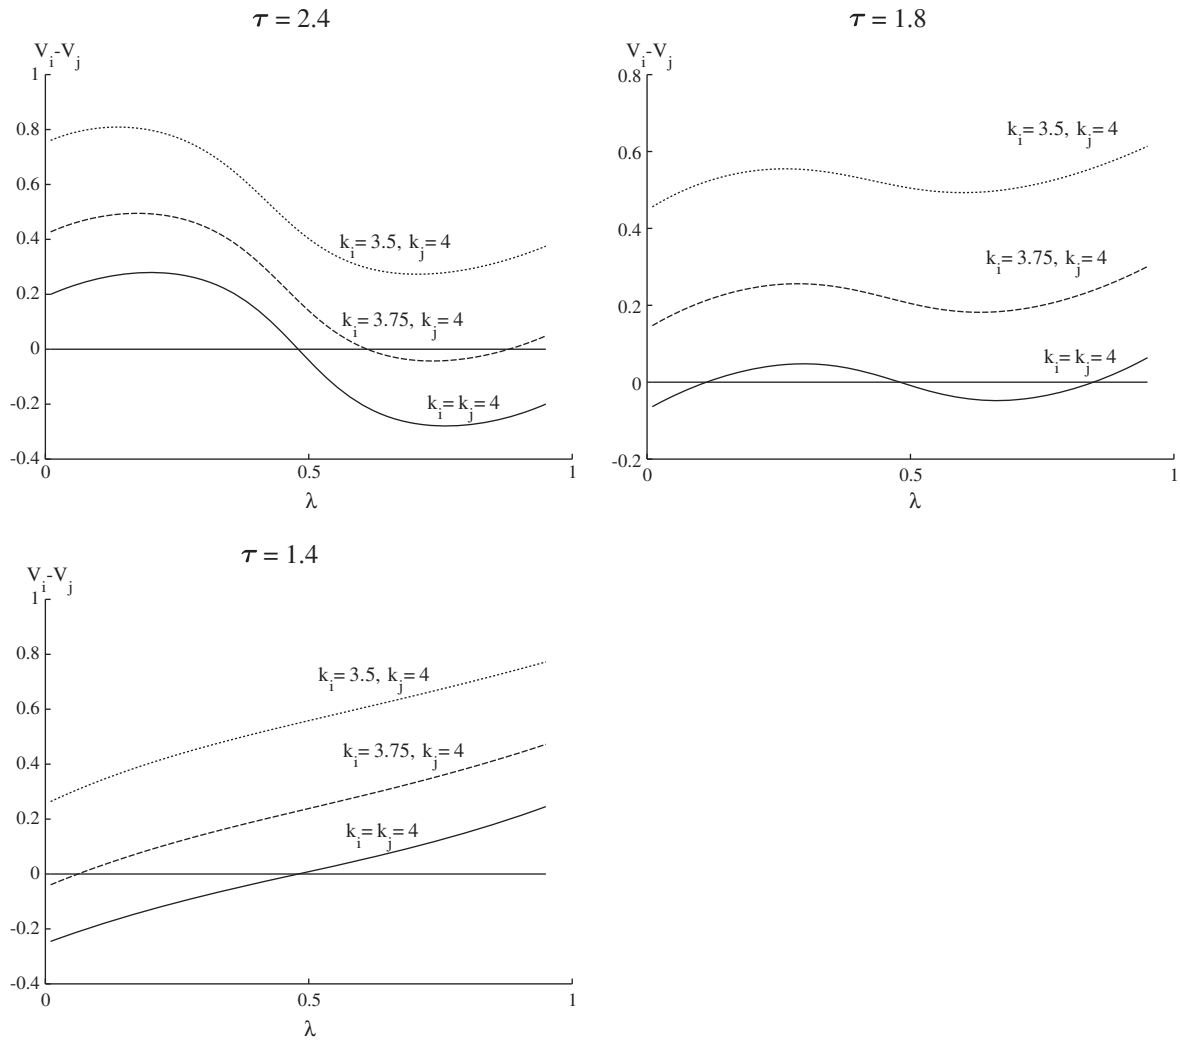 τ = 2.4
V_i-V_j
1
0.8
0.6
0.4
0.2
0
-0.2
-0.4
k_i= 3.5, k_j= 4
k_i= 3.75, k_j= 4
k_i= k_j= 4
0 0.5 1
λ
τ = 1.8
V_i-V_j
0.8
0.6
0.4
0.2
0
-0.2
k_i= 3.5, k_j= 4
k_i= 3.75, k_j= 4
k_i= k_j= 4
0 0.5 1
λ
τ = 1.4
V_i-V_j
1
0.8
0.6
0.4
0.2
0
-0.2
-0.4
k_i= 3.5, k_j= 4
k_i= 3.75, k_j= 4
k_i= k_j= 4
0 0.5 1
λ